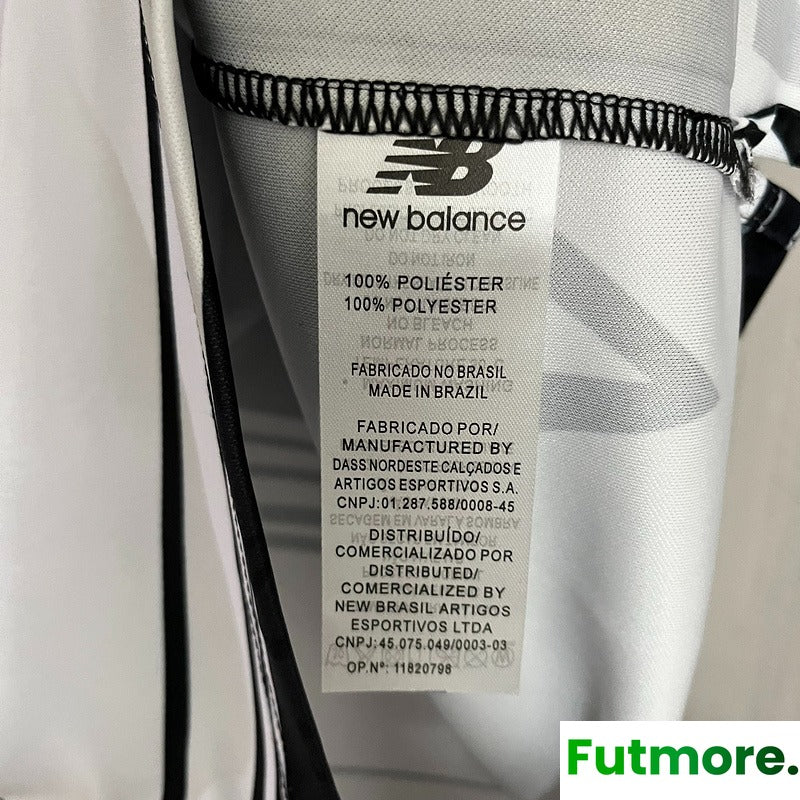 new balance
100% POLIÉSTER
100% POLYESTER
FABRICADO NO BRASIL
MADE IN BRAZIL
FABRICADO POR/
MANUFACTURED BY
DASS NORDESTE CALÇADOS E
ARTIGOS ESPORTIVOS S.A.
CNPJ:01.287.588/0008-45
DISTRIBUÍDO/
COMERCIALIZADO POR
DISTRIBUTED/
COMERCIALIZED BY
NEW BRASIL ARTIGOS
ESPORTIVOS LTDA
CNPJ:45.075.049/0003-03
OP.Nº: 11820798
Futmore.